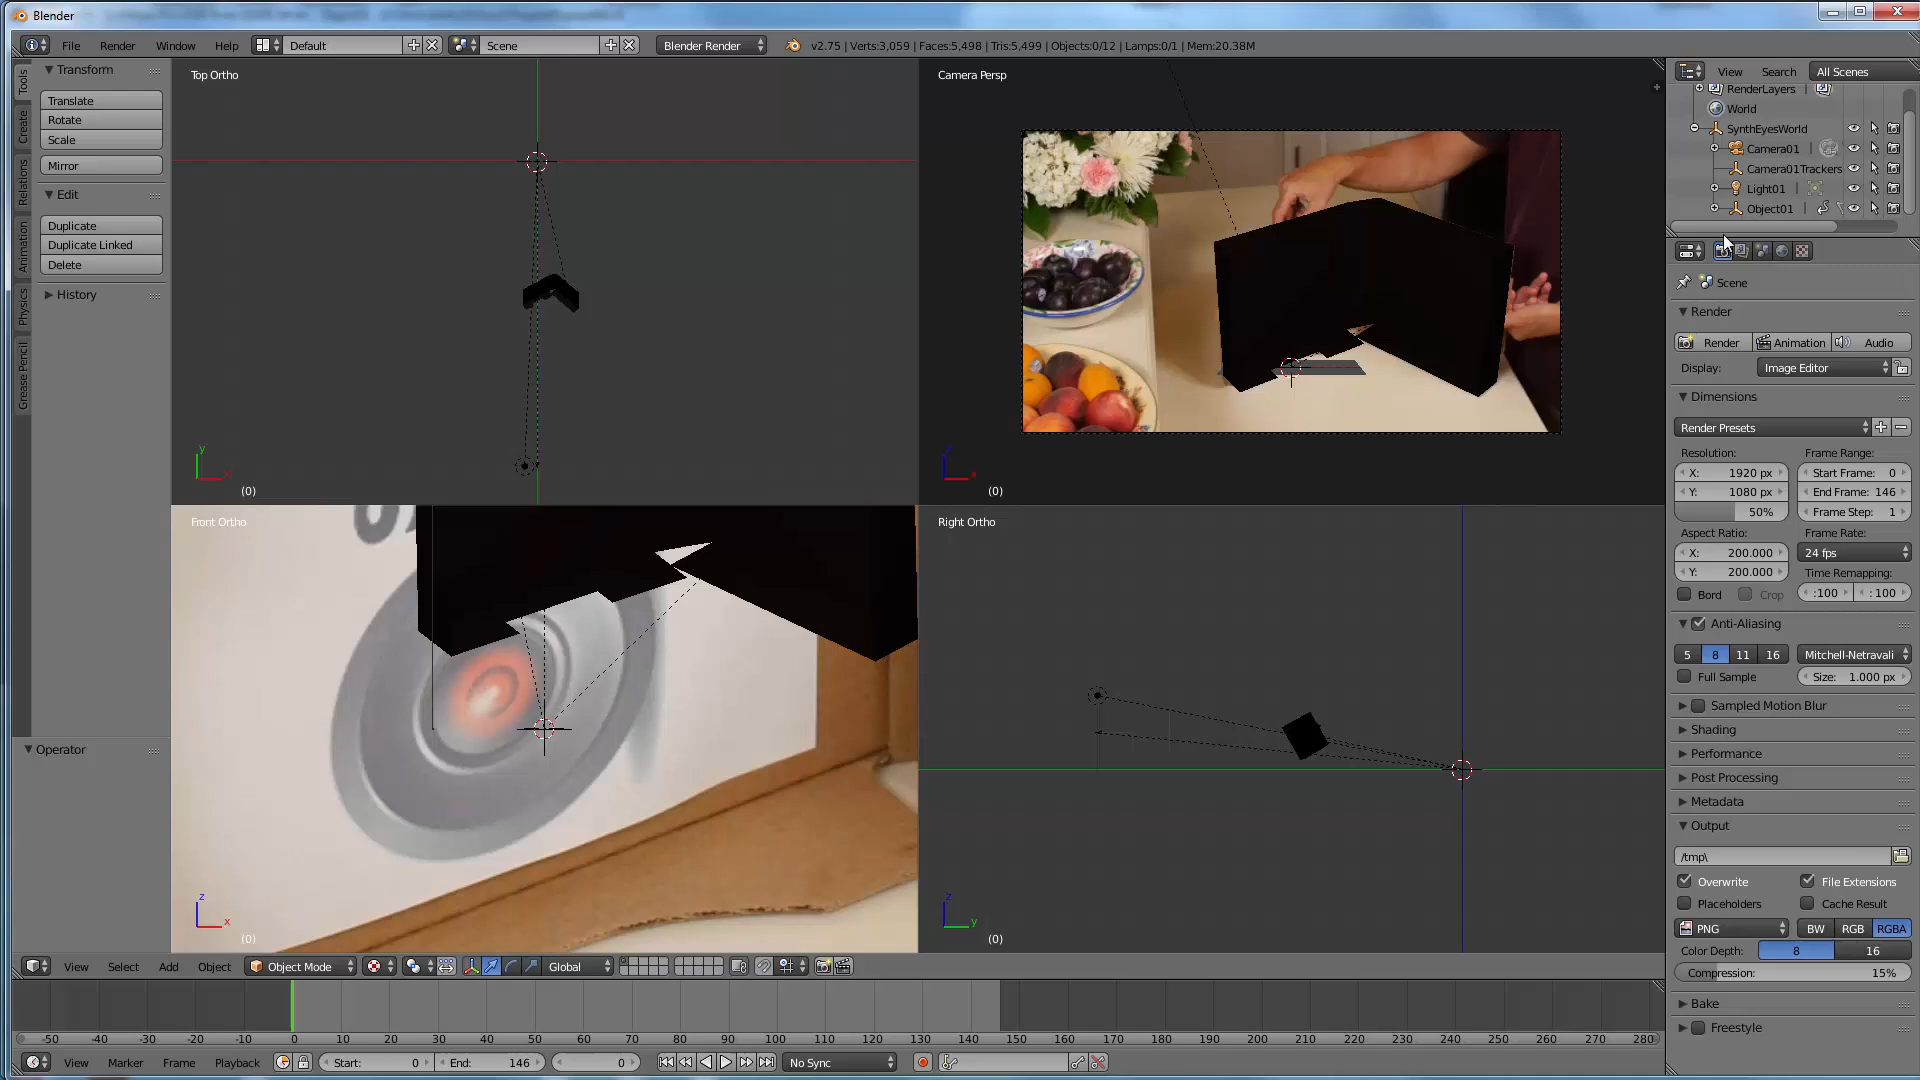 Blender
File Render Window Help Default Scene Blender Render v2.75 | Verts:3,059 | Faces:5,498 | Tris:5,499 | Objects:0/12 | Lamps:0/1 | Mem:20.38M
Tools
Create
Relations
Animation
Physics
Grease Pencil
Transform
Translate
Rotate
Scale
Mirror
Edit
Duplicate
Duplicate Linked
Delete
History
Operator
Top Ortho
y
(0)
Camera Persp
(0)
Front Ortho
z
x
(0)
Right Ortho
z
y
(0)
View Search All Scenes
RenderLayers |
World
SynthEyesWorld
Camera01 |
Camera01Trackers
Light01 |
Object01 |
Scene
Render
Render Animation Audio
Display: Image Editor
Dimensions
Render Presets
Resolution: Frame Range:
X: 1920 px Start Frame: 0
Y: 1080 px End Frame: 146
50% Frame Step: 1
Aspect Ratio: Frame Rate:
X: 200.000 24 fps
Y: 200.000 Time Remapping:
Bord Crop :100 : 100
Anti-Aliasing
5 8 11 16 Mitchell-Netravali
Full Sample Size: 1.000 px
Sampled Motion Blur
Shading
Performance
Post Processing
Metadata
Output
/tmp\
Overwrite File Extensions
Placeholders Cache Result
PNG BW RGB RGBA
Color Depth: 8 16
Compression: 15%
Bake
Freestyle
View Select Add Object Object Mode Global
-50 -40 -30 -20 -10 0 10 20 30 40 50 60 70 80 90 100 110 120 130 140 150 160 170 180 190 200 210 220 230 240 250 260 270 280
View Marker Frame Playback Start: 0 End: 146 0 No Sync